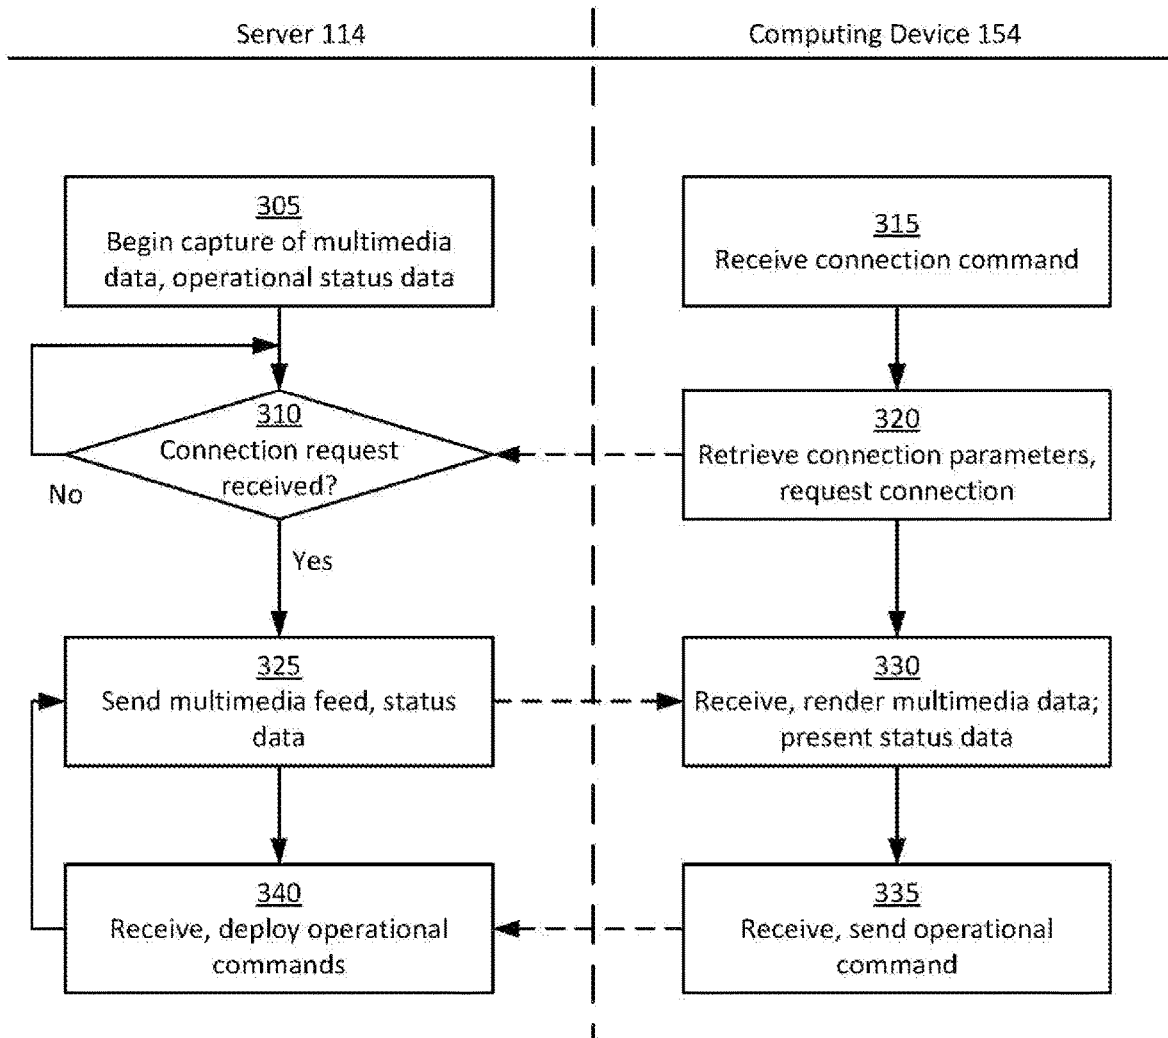 Server 114
Computing Device 154
305
Begin capture of multimedia
data, operational status data
315
Receive connection command
310
Connection request
received?
No
Yes
320
Retrieve connection parameters,
request connection
325
Send multimedia feed, status
data
330
Receive, render multimedia data;
present status data
340
Receive, deploy operational
commands
335
Receive, send operational
command